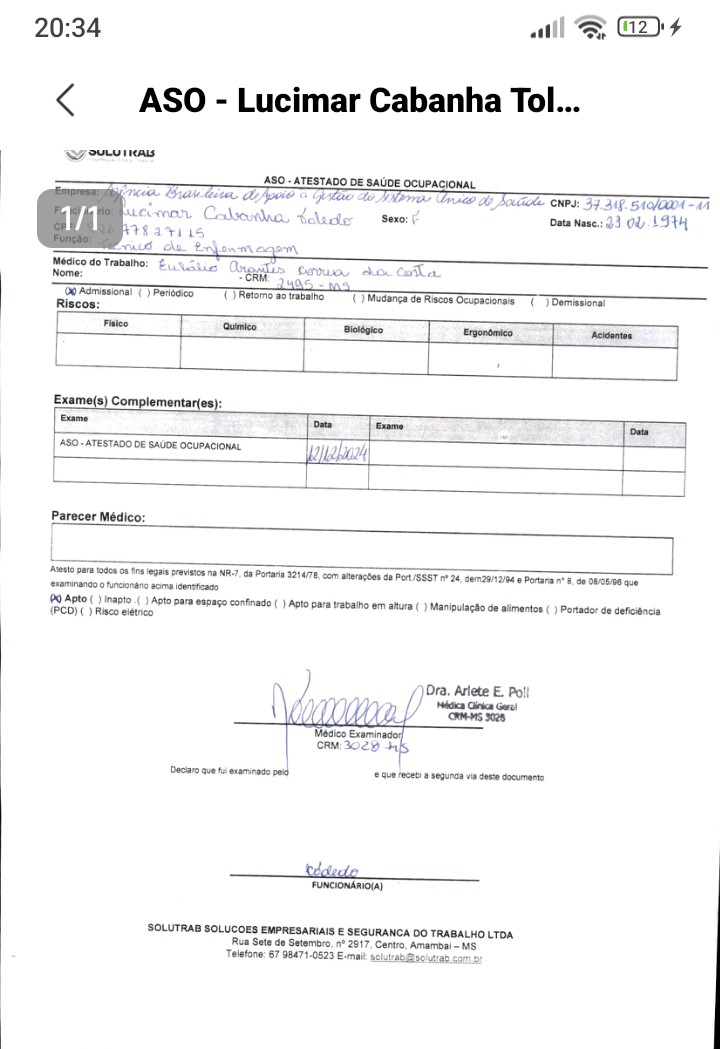 20:34
12
ASO - Lucimar Cabanha Tol...
SOLUTRAB
ASO - ATESTADO DE SAÚDE OCUPACIONAL
Empresa: Agência Brasileira de Apoio a Gestão do Sistema Único de Saúde CNPJ: 37.318.510/0001-11
1/1
Lucimar Cabanha Toledo Sexo: F Data Nasc.: 23.02.1974
77827115
Função: Técnico de Enfermagem
Médico do Trabalho: Eulálio Arantes Correa da Costa
Nome: - CRM: 2495-MS
(X) Admissional ( ) Periódico ( ) Retorno ao trabalho ( ) Mudança de Riscos Ocupacionais ( ) Demissional
Riscos:
Físico Químico Biológico Ergonômico Acidentes
Exame(s) Complementar(es):
Exame Data Exame Data
ASO - ATESTADO DE SAÚDE OCUPACIONAL 12/12/2024
Parecer Médico:
Atesto para todos os fins legais previstos na NR-7, da Portaria 3214/78, com alterações da Port./SSST nº 24, dern29/12/94 e Portaria nº 8, de 08/05/96 que
examinando o funcionário acima identificado
(X) Apto ( ) Inapto .( ) Apto para espaço confinado ( ) Apto para trabalho em altura ( ) Manipulação de alimentos ( ) Portador de deficiência
(PCD) ( ) Risco elétrico
Dra. Arlete E. Poli
Médica Clínica Geral
CRM-MS 3028
Médico Examinador
CRM: 3028 MS
Declaro que fui examinado pelo e que recebi a segunda via deste documento
Toledo
FUNCIONÁRIO(A)
SOLUTRAB SOLUCOES EMPRESARIAIS E SEGURANCA DO TRABALHO LTDA
Rua Sete de Setembro, nº 2917, Centro, Amambai – MS
Telefone: 67 98471-0523 E-mail: solutrab@solutrab.com.br